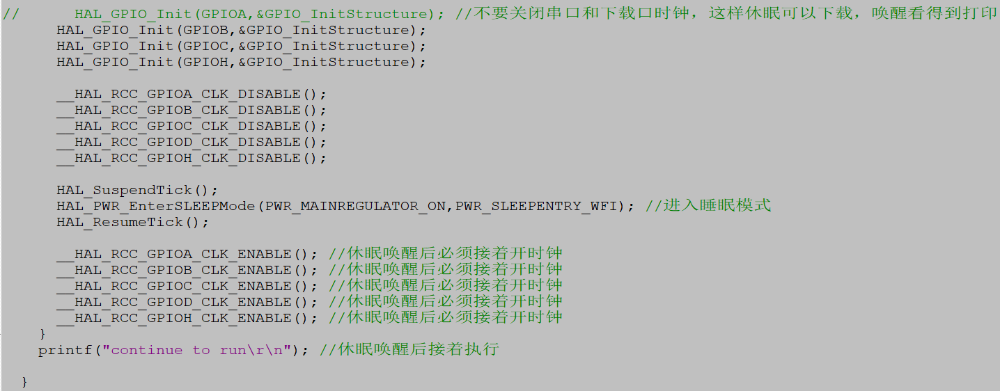 //      HAL_GPIO_Init(GPIOA,&GPIO_InitStructure); //不要关闭串口和下载口时钟，这样休眠可以下载，唤醒看得到打印
      HAL_GPIO_Init(GPIOB,&GPIO_InitStructure);
      HAL_GPIO_Init(GPIOC,&GPIO_InitStructure);
      HAL_GPIO_Init(GPIOH,&GPIO_InitStructure);

      __HAL_RCC_GPIOA_CLK_DISABLE();
      __HAL_RCC_GPIOB_CLK_DISABLE();
      __HAL_RCC_GPIOC_CLK_DISABLE();
      __HAL_RCC_GPIOD_CLK_DISABLE();
      __HAL_RCC_GPIOH_CLK_DISABLE();

      HAL_SuspendTick();
      HAL_PWR_EnterSLEEPMode(PWR_MAINREGULATOR_ON,PWR_SLEEPENTRY_WFI); //进入睡眠模式
      HAL_ResumeTick();

      __HAL_RCC_GPIOA_CLK_ENABLE(); //休眠唤醒后必须接着开时钟
      __HAL_RCC_GPIOB_CLK_ENABLE(); //休眠唤醒后必须接着开时钟
      __HAL_RCC_GPIOC_CLK_ENABLE(); //休眠唤醒后必须接着开时钟
      __HAL_RCC_GPIOD_CLK_ENABLE(); //休眠唤醒后必须接着开时钟
      __HAL_RCC_GPIOH_CLK_ENABLE(); //休眠唤醒后必须接着开时钟
    }
    printf("continue to run\r\n"); //休眠唤醒后接着执行

  }